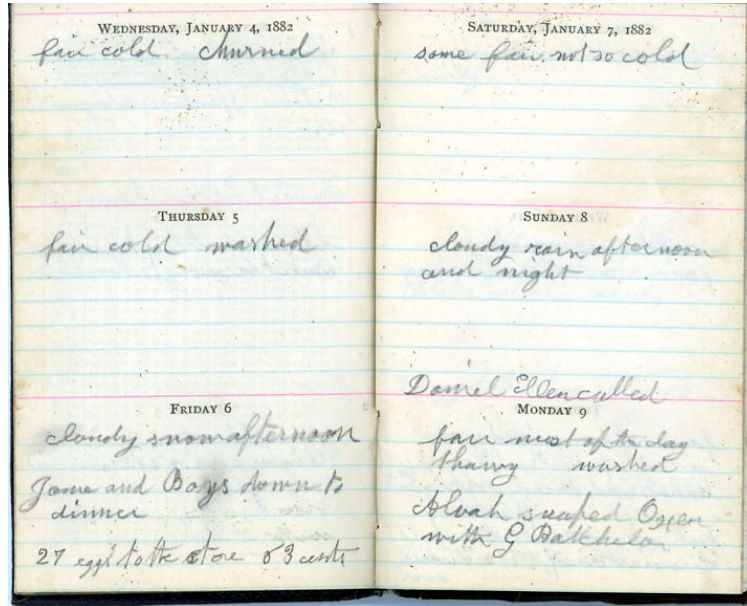 WEDNESDAY, JANUARY 4, 1882
fair cold churned
THURSDAY 5
fair cold washed
FRIDAY 6
cloudy snow afternoon
Jane and Boys down to
dinner
27 eggs to the store 63 cents
SATURDAY, JANUARY 7, 1882
some fair not so cold
SUNDAY 8
cloudy rain afternoon
and night
Daniel Ellen called
MONDAY 9
fair most of the day
thawy washed
Alvah swaped Oxen
with G Batchelor